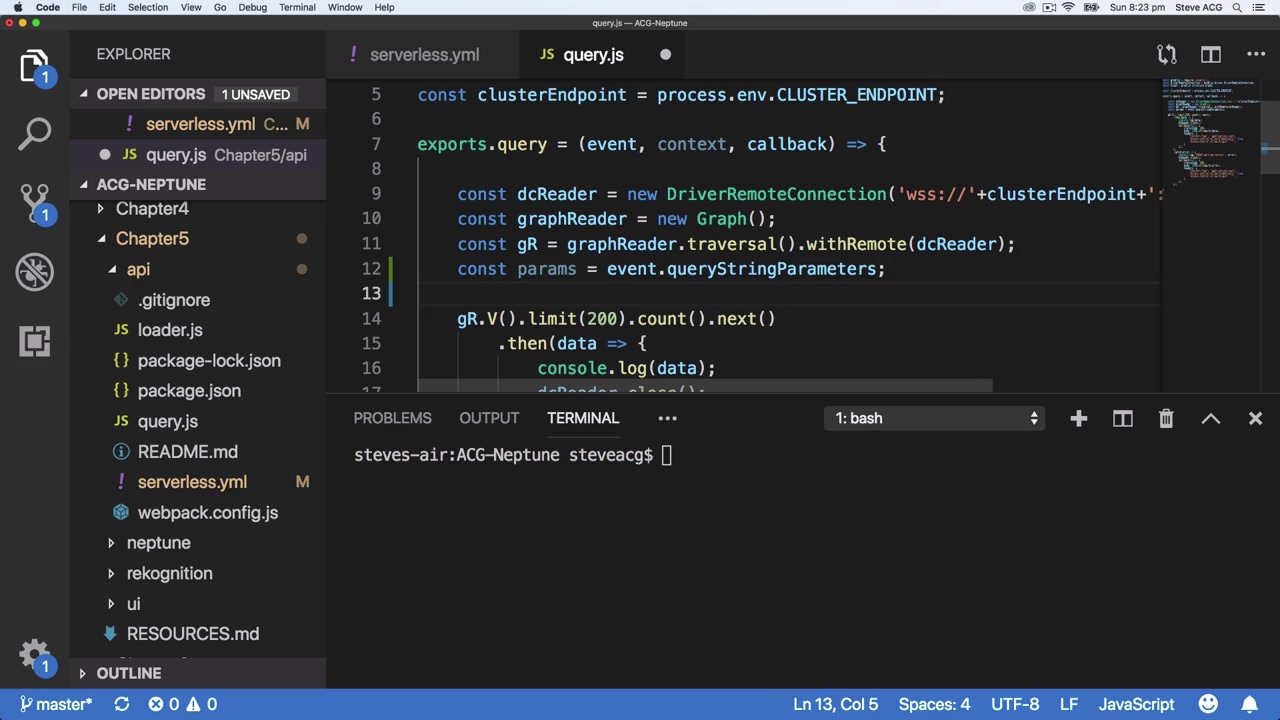 Code File Edit Selection View Go Debug Terminal Window Help Sun 8:23 pm Steve ACG
query.js — ACG-Neptune
EXPLORER
! serverless.yml
JS query.js
OPEN EDITORS 1 UNSAVED
! serverless.yml C... M
JS query.js Chapter5/api
ACG-NEPTUNE
Chapter4
Chapter5
api
.gitignore
JS loader.js
{} package-lock.json
{} package.json
JS query.js
README.md
! serverless.yml M
webpack.config.js
neptune
rekognition
ui
RESOURCES.md
OUTLINE
1
1
1
5 const clusterEndpoint = process.env.CLUSTER_ENDPOINT;
6
7 exports.query = (event, context, callback) => {
8
9 const dcReader = new DriverRemoteConnection('wss://'+clusterEndpoint+':
10 const graphReader = new Graph();
11 const gR = graphReader.traversal().withRemote(dcReader);
12 const params = event.queryStringParameters;
13
14 gR.V().limit(200).count().next()
15 .then(data => {
16 console.log(data);
17 dcReader.close();
PROBLEMS OUTPUT TERMINAL ••• 1: bash
steves-air:ACG-Neptune steveacg$
master* 0 0 Ln 13, Col 5 Spaces: 4 UTF-8 LF JavaScript